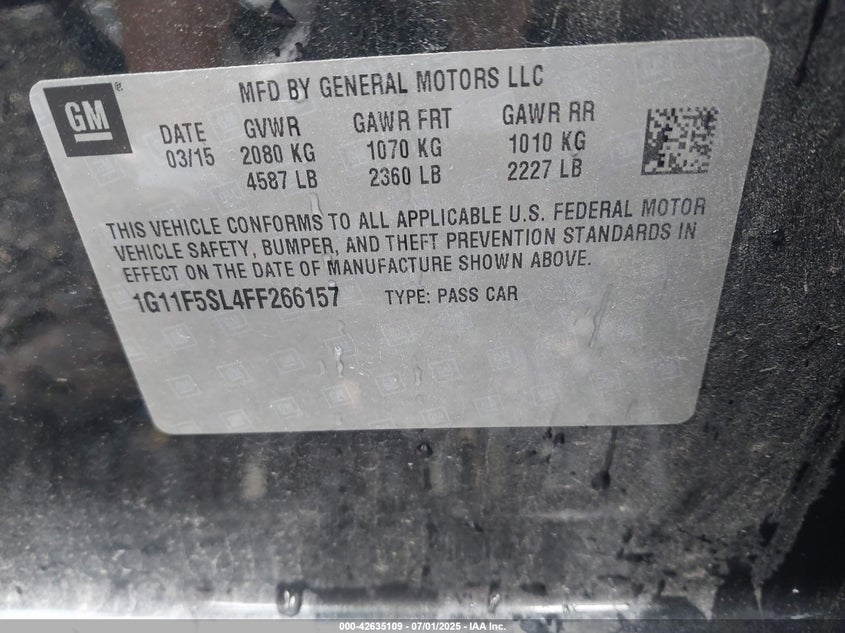 MFD BY GENERAL MOTORS LLC
GM
DATE GVWR GAWR FRT GAWR RR
03/15 2080 KG 1070 KG 1010 KG
4587 LB 2360 LB 2227 LB
THIS VEHICLE CONFORMS TO ALL APPLICABLE U.S. FEDERAL MOTOR
VEHICLE SAFETY, BUMPER, AND THEFT PREVENTION STANDARDS IN
EFFECT ON THE DATE OF MANUFACTURE SHOWN ABOVE.
1G11F5SL4FF266157 TYPE: PASS CAR
000-42635109 - 07/01/2025 - IAA Inc.